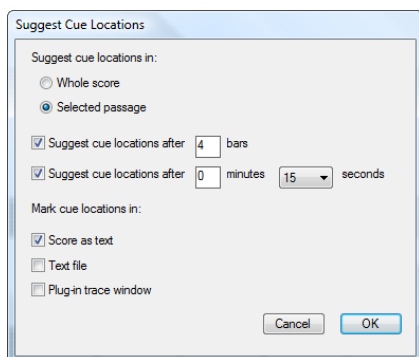 Suggest Cue Locations
Suggest cue locations in:
Whole score
Selected passage
Suggest cue locations after 4 bars
Suggest cue locations after 0 minutes 15 seconds
Mark cue locations in:
Score as text
Text file
Plug-in trace window
Cancel OK